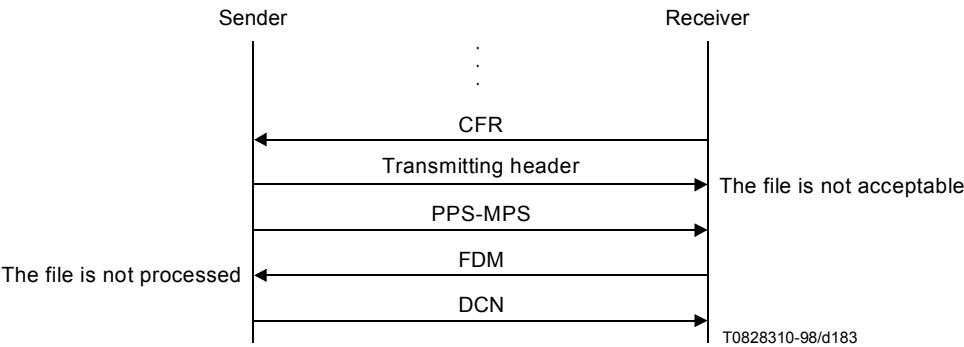 Sender
Receiver
.
.
.
CFR
Transmitting header
The file is not acceptable
PPS-MPS
FDM
The file is not processed
DCN
T0828310-98/d183